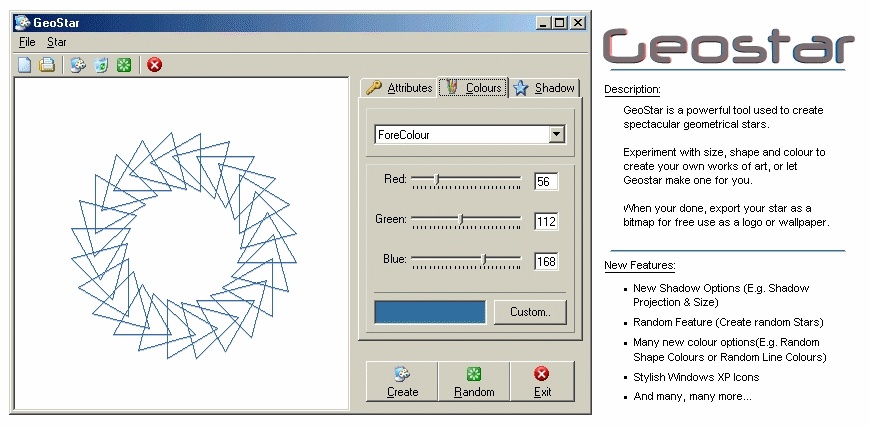 GeoStar
File Star
Attributes Colours Shadow
ForeColour
Red: 56
Green: 112
Blue: 168
Custom..
Create Random Exit
Geostar
Description:
GeoStar is a powerful tool used to create
spectacular geometrical stars.
Experiment with size, shape and colour to
create your own works of art, or let
Geostar make one for you.
When your done, export your star as a
bitmap for free use as a logo or wallpaper.
New Features:
New Shadow Options (E.g. Shadow
Projection & Size)
Random Feature (Create random Stars)
Many new colour options(E.g. Random
Shape Colours or Random Line Colours)
Stylish Windows XP Icons
And many, many more...